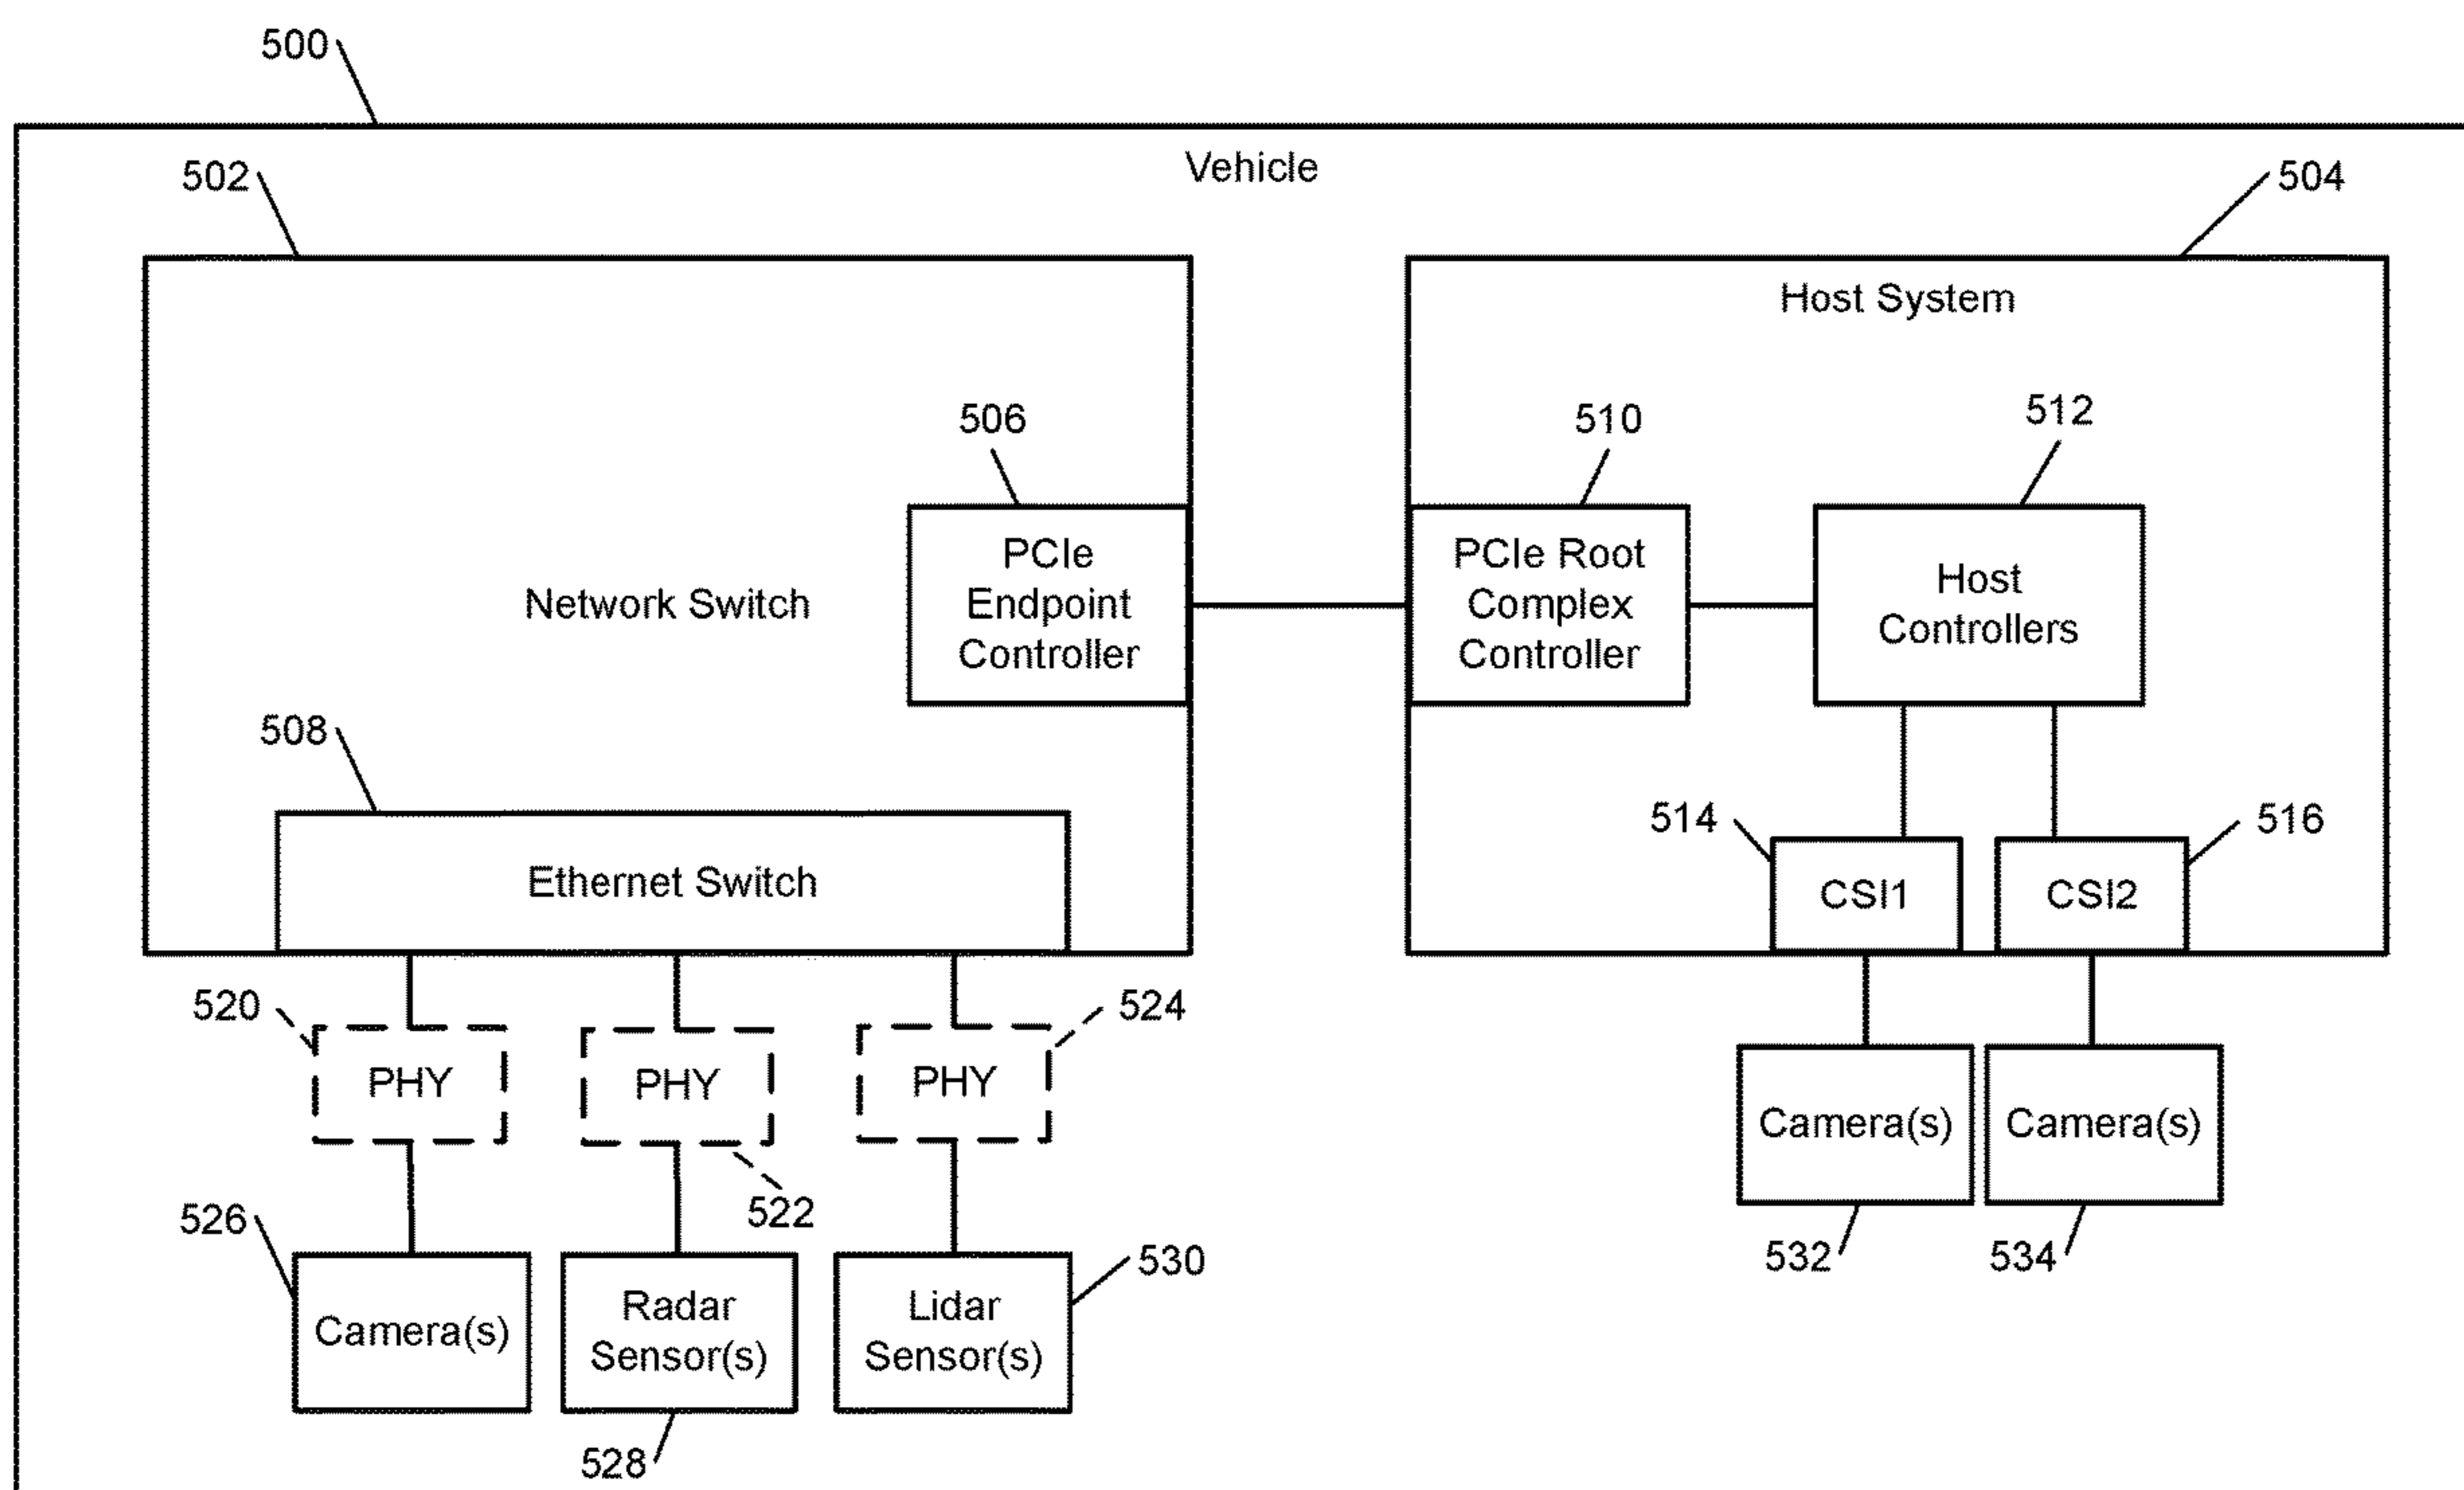 500
Vehicle
502
504
Host System
506
510
512
PCIe
Endpoint
Controller
PCIe Root
Complex
Controller
Host
Controllers
Network Switch
508
514
516
Ethernet Switch
CSI1
CSI2
520
524
PHY
PHY
PHY
Camera(s)
Camera(s)
522
526
532
534
530
Camera(s)
Radar
Sensor(s)
Lidar
Sensor(s)
528